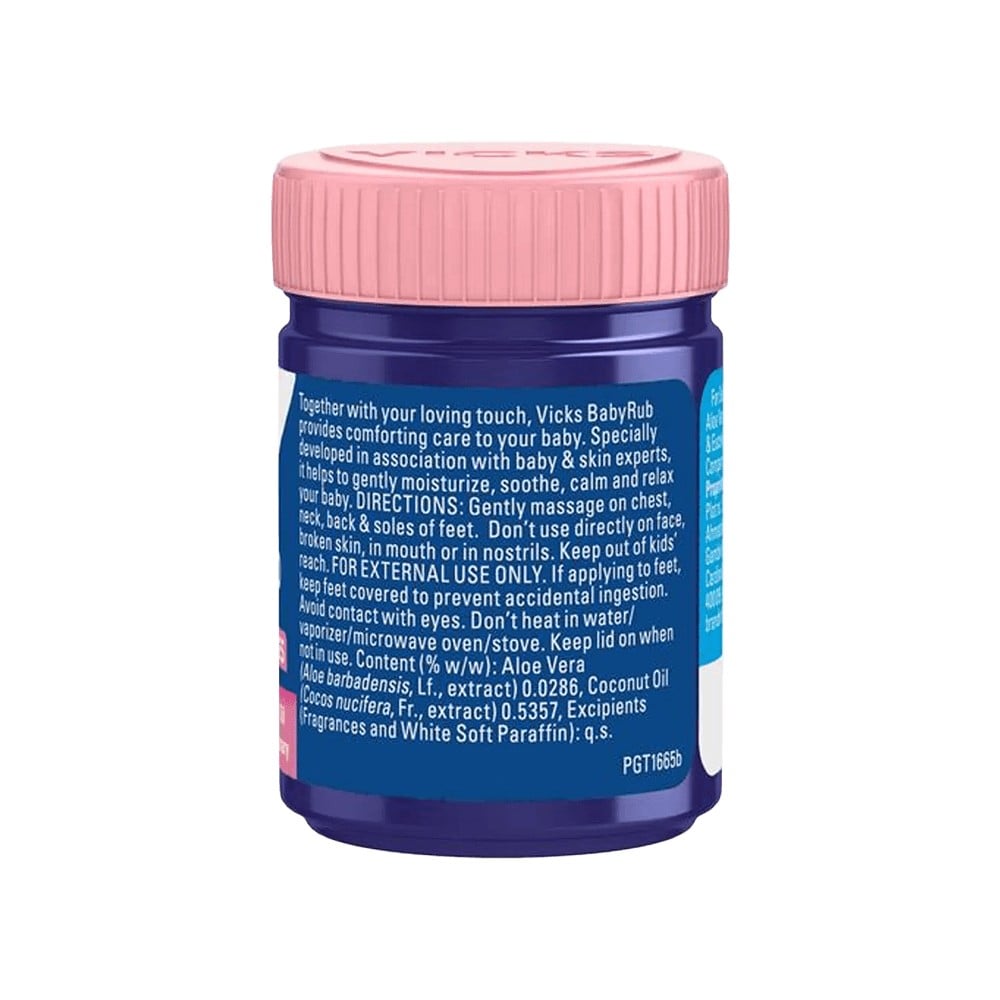 VICKS
Together with your loving touch, Vicks BabyRub
provides comforting care to your baby. Specially
developed in association with baby & skin experts,
it helps to gently moisturize, soothe, calm and relax
your baby. DIRECTIONS: Gently massage on chest,
neck, back & soles of feet. Don't use directly on face,
broken skin, in mouth or in nostrils. Keep out of kids'
reach. FOR EXTERNAL USE ONLY. If applying to feet,
keep feet covered to prevent accidental ingestion.
Avoid contact with eyes. Don't heat in water/
vaporizer/microwave oven/stove. Keep lid on when
not in use. Content (% w/w): Aloe Vera
(Aloe barbadensis, Lf., extract) 0.0286, Coconut Oil
(Cocos nucifera, Fr., extract) 0.5357, Excipients
(Fragrances and White Soft Paraffin): q.s.
PGT1665b